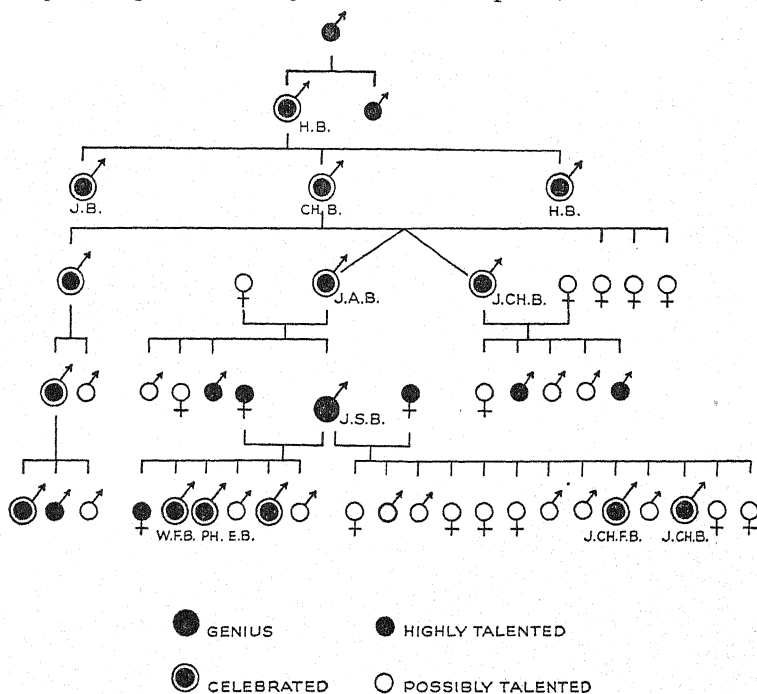 H.B.
J.B. CH.B. H.B.
J.A.B. J.CH.B.
J.S.B.
W.F.B. PH. E.B. J.CH.F.B. J.CH.B.
GENIUS HIGHLY TALENTED
CELEBRATED POSSIBLY TALENTED